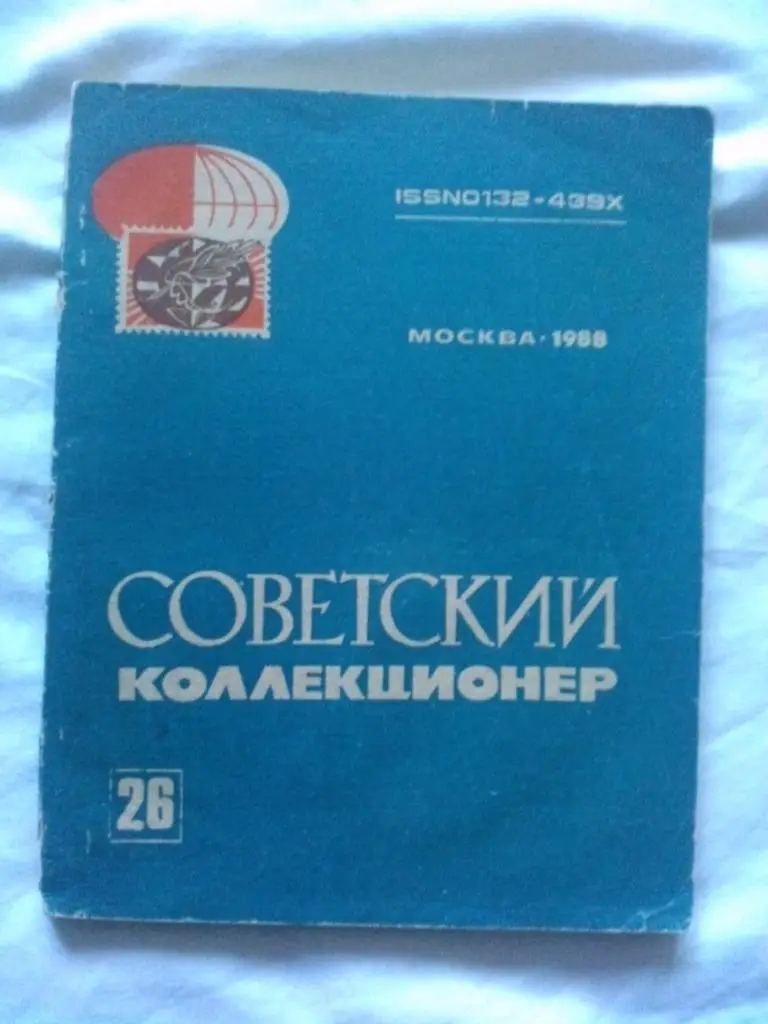 ISSN0132-439X
МОСКВА·1988
СОВЕТСКИЙ
КОЛЛЕКЦИОНЕР
26